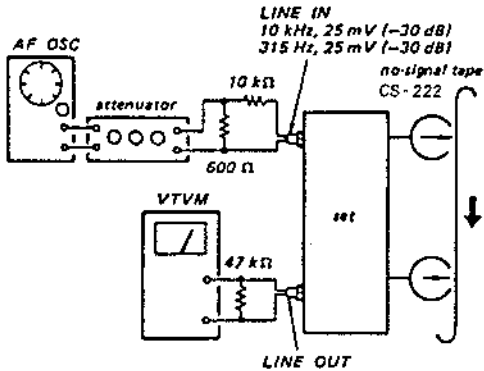 LINE IN
10 kHz, 25 mV (−30 dB)
315 Hz, 25 mV (−30 dB)
AF OSC
no-signal tape
CS-222
10 kΩ
attenuator
600 Ω
VTVM
set
47 kΩ
LINE OUT